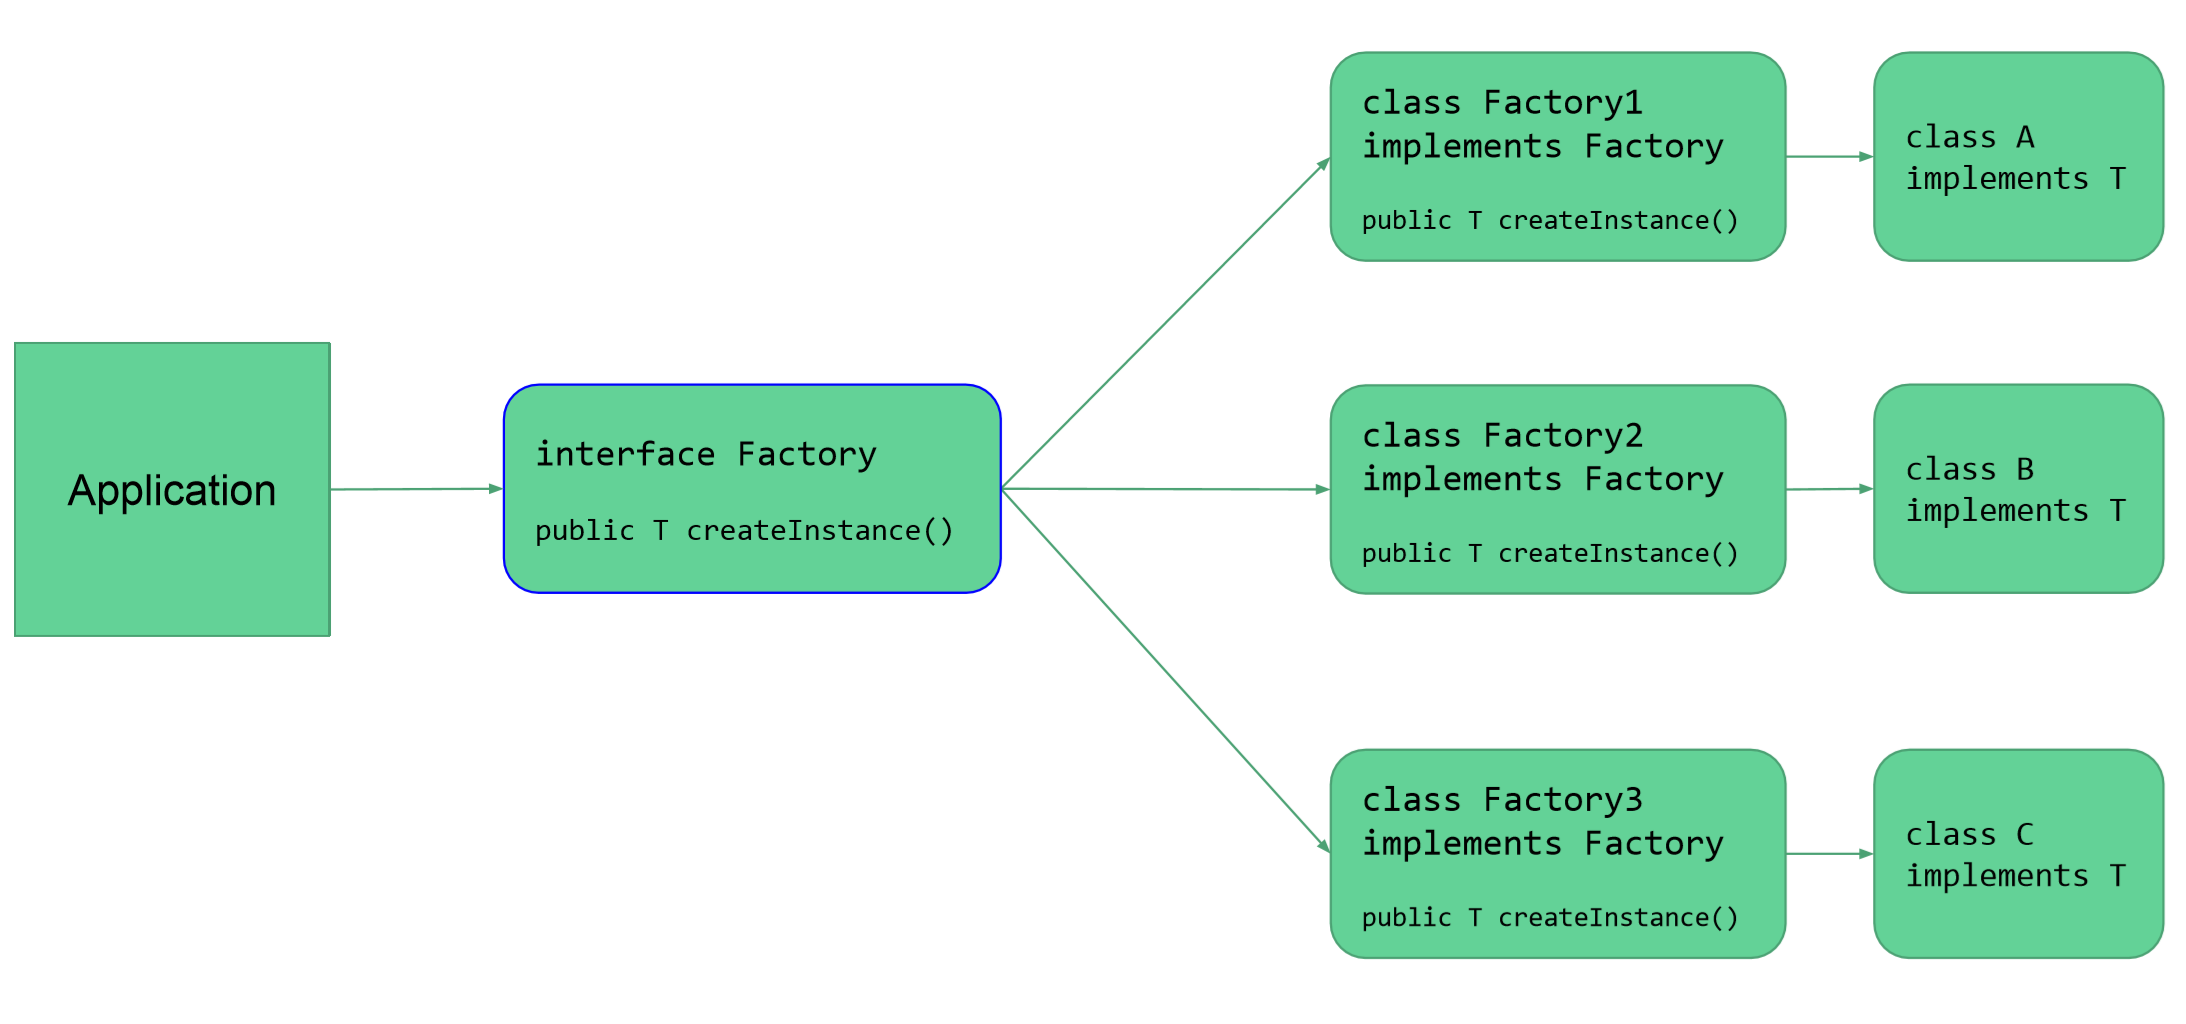 Application
interface Factory
public T createInstance()
class Factory1
implements Factory
public T createInstance()
class A
implements T
class Factory2
implements Factory
public T createInstance()
class B
implements T
class Factory3
implements Factory
public T createInstance()
class C
implements T